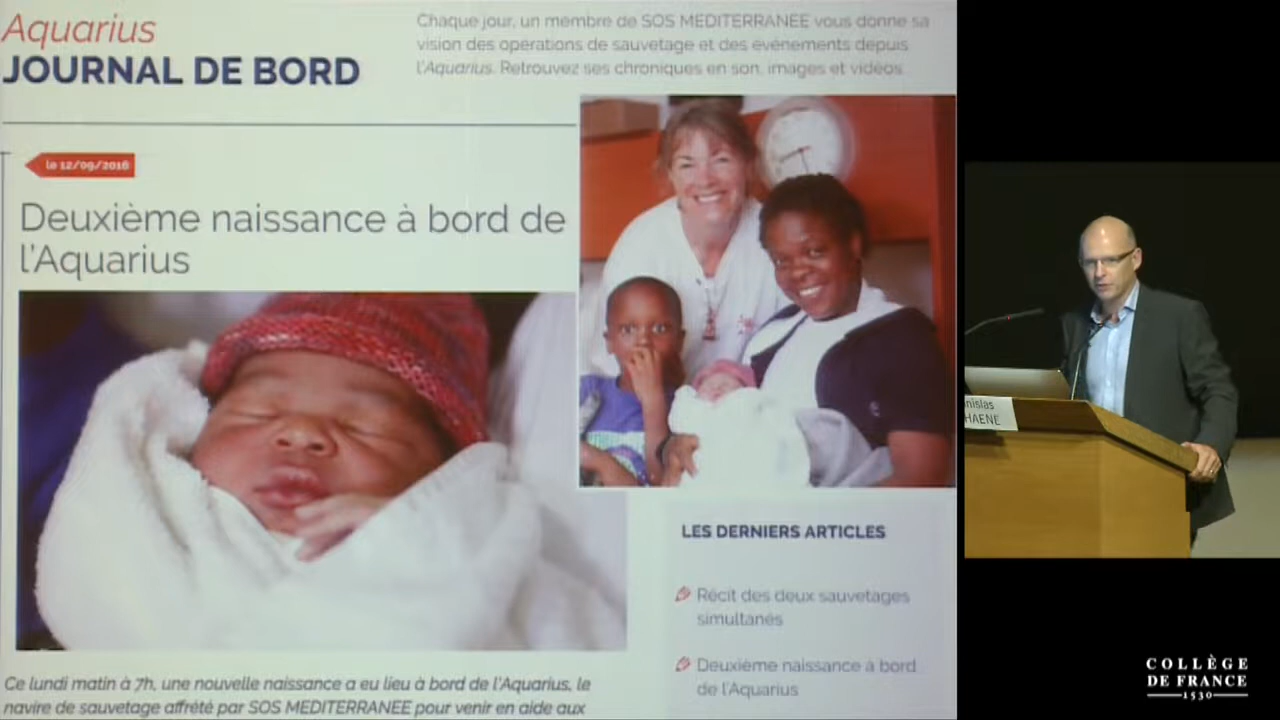 Aquarius
JOURNAL DE BORD
Chaque jour, un membre de SOS MEDITERRANEE vous donne sa
vision des opérations de sauvetage et des événements depuis
l'Aquarius. Retrouvez ses chroniques en son, images et vidéos
le 12/09/2016
Deuxième naissance à bord de
l'Aquarius
LES DERNIERS ARTICLES
Récit des deux sauvetages
simultanés
Deuxième naissance à bord
de l'Aquarius
Ce lundi matin à 7h, une nouvelle naissance a eu lieu à bord de l'Aquarius, le
navire de sauvetage affrété par SOS MEDITERRANEE pour venir en aide aux
nislas
HAENE
COLLÈGE
DE FRANCE
1530